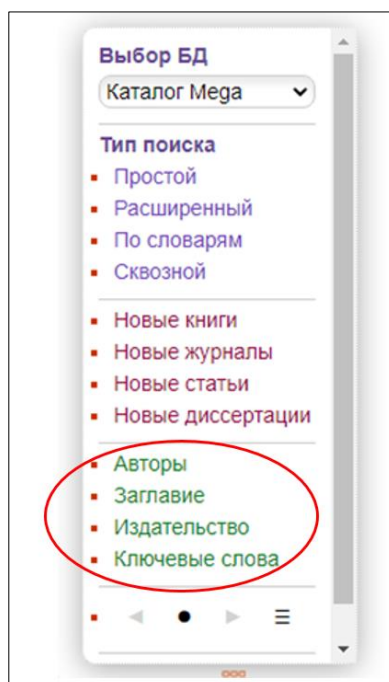 Выбор БД
Каталог Mega
Тип поиска
Простой
Расширенный
По словарям
Сквозной
Новые книги
Новые журналы
Новые статьи
Новые диссертации
Авторы
Заглавие
Издательство
Ключевые слова